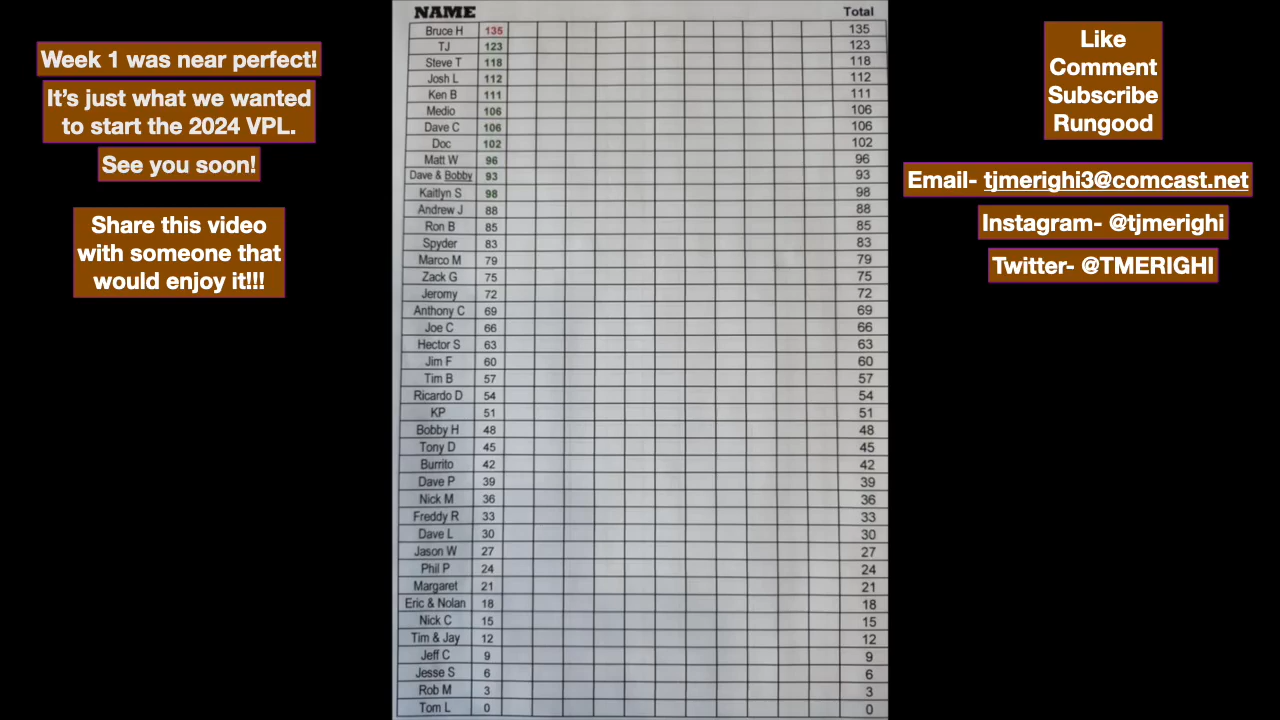 Week 1 was near perfect!
It’s just what we wanted
to start the 2024 VPL.
See you soon!
Share this video
with someone that
would enjoy it!!!
NAME Total
Bruce H 135 135
TJ 123 123
Steve T 118 118
Josh L 112 112
Ken B 111 111
Medio 106 106
Dave C 106 106
Doc 102 102
Matt W 96 96
Dave & Bobby 93 93
Kaitlyn S 98 98
Andrew J 88 88
Ron B 85 85
Spyder 83 83
Marco M 79 79
Zack G 75 75
Jeromy 72 72
Anthony C 69 69
Joe C 66 66
Hector S 63 63
Jim F 60 60
Tim B 57 57
Ricardo D 54 54
KP 51 51
Bobby H 48 48
Tony D 45 45
Burrito 42 42
Dave P 39 39
Nick M 36 36
Freddy R 33 33
Dave L 30 30
Jason W 27 27
Phil P 24 24
Margaret 21 21
Eric & Nolan 18 18
Nick C 15 15
Tim & Jay 12 12
Jeff C 9 9
Jesse S 6 6
Rob M 3 3
Tom L 0 0
Like
Comment
Subscribe
Rungood
Email- tjmerighi3@comcast.net
Instagram- @tjmerighi
Twitter- @TMERIGHI